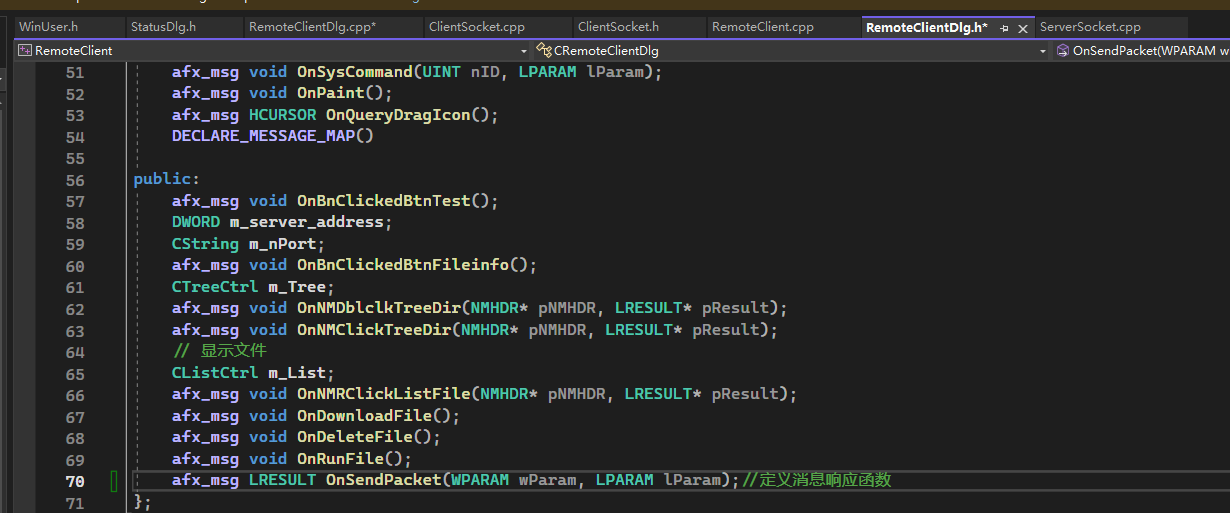 WinUser.h StatusDlg.h RemoteClientDlg.cpp* ClientSocket.cpp ClientSocket.h RemoteClient.cpp RemoteClientDlg.h* ServerSocket.cpp
RemoteClient CRemoteClientDlg OnSendPacket(WPARAM w
51 afx_msg void OnSysCommand(UINT nID, LPARAM lParam);
52 afx_msg void OnPaint();
53 afx_msg HCURSOR OnQueryDragIcon();
54 DECLARE_MESSAGE_MAP()
55
56 public:
57 afx_msg void OnBnClickedBtnTest();
58 DWORD m_server_address;
59 CString m_nPort;
60 afx_msg void OnBnClickedBtnFileinfo();
61 CTreeCtrl m_Tree;
62 afx_msg void OnNMDblclkTreeDir(NMHDR* pNMHDR, LRESULT* pResult);
63 afx_msg void OnNMClickTreeDir(NMHDR* pNMHDR, LRESULT* pResult);
64 // 显示文件
65 CListCtrl m_List;
66 afx_msg void OnNMRClickListFile(NMHDR* pNMHDR, LRESULT* pResult);
67 afx_msg void OnDownloadFile();
68 afx_msg void OnDeleteFile();
69 afx_msg void OnRunFile();
70 afx_msg LRESULT OnSendPacket(WPARAM wParam, LPARAM lParam);//定义消息响应函数
71 };